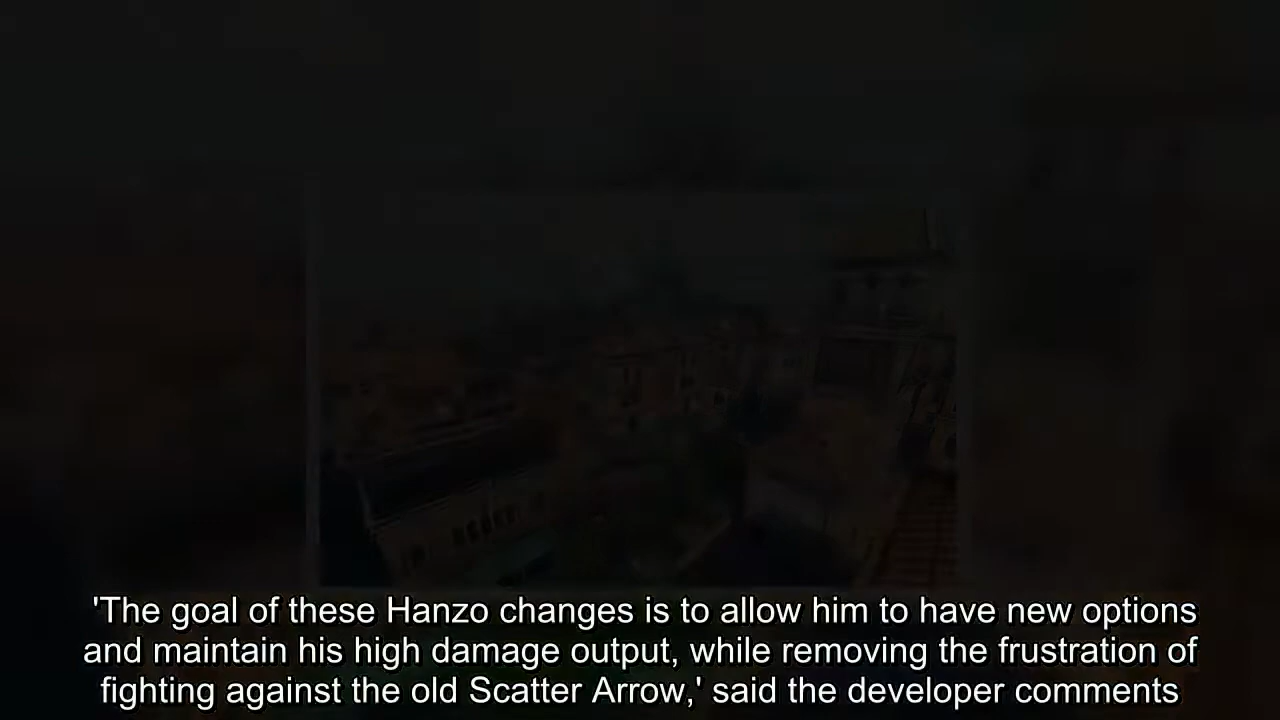 'The goal of these Hanzo changes is to allow him to have new options
and maintain his high damage output, while removing the frustration of
fighting against the old Scatter Arrow,' said the developer comments